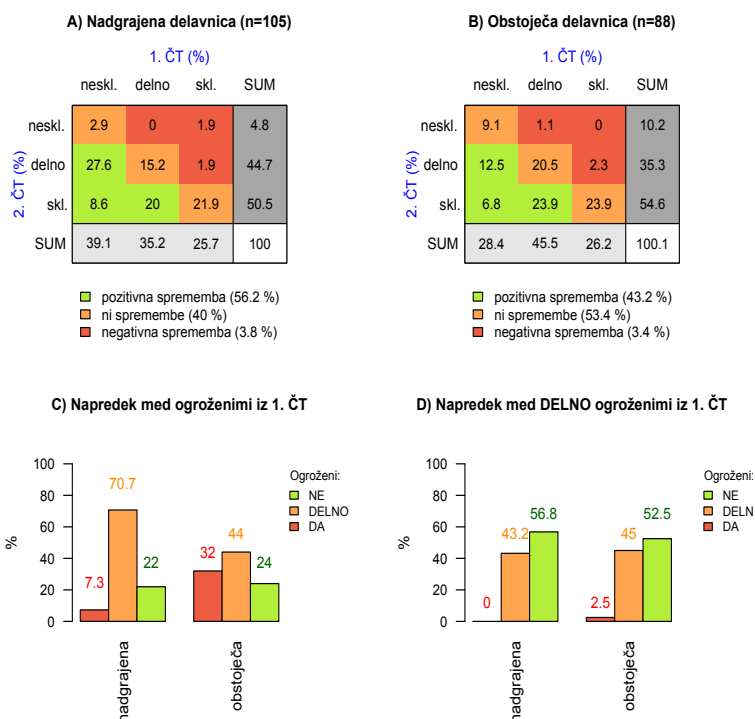 A) Nadgrajena delavnica (n=105)
1. ČT (%)
neskl. delno skl. SUM
2. ČT (%)
neskl. 2.9 0 1.9 4.8
delno 27.6 15.2 1.9 44.7
skl. 8.6 20 21.9 50.5
SUM 39.1 35.2 25.7 100
pozitivna sprememba (56.2 %)
ni spremembe (40 %)
negativna sprememba (3.8 %)
B) Obstoječa delavnica (n=88)
1. ČT (%)
neskl. delno skl. SUM
2. ČT (%)
neskl. 9.1 1.1 0 10.2
delno 12.5 20.5 2.3 35.3
skl. 6.8 23.9 23.9 54.6
SUM 28.4 45.5 26.2 100.1
pozitivna sprememba (43.2 %)
ni spremembe (53.4 %)
negativna sprememba (3.4 %)
C) Napredek med ogroženimi iz 1. ČT
%
100
80
60
40
20
0
7.3 70.7 22
32 44 24
nadgrajena
obstoječa
Ogroženi:
NE
DELNO
DA
D) Napredek med DELNO ogroženimi iz 1. ČT
%
100
80
60
40
20
0
0 43.2 56.8
2.5 45 52.5
nadgrajena
obstoječa
Ogroženi:
NE
DELN
DA